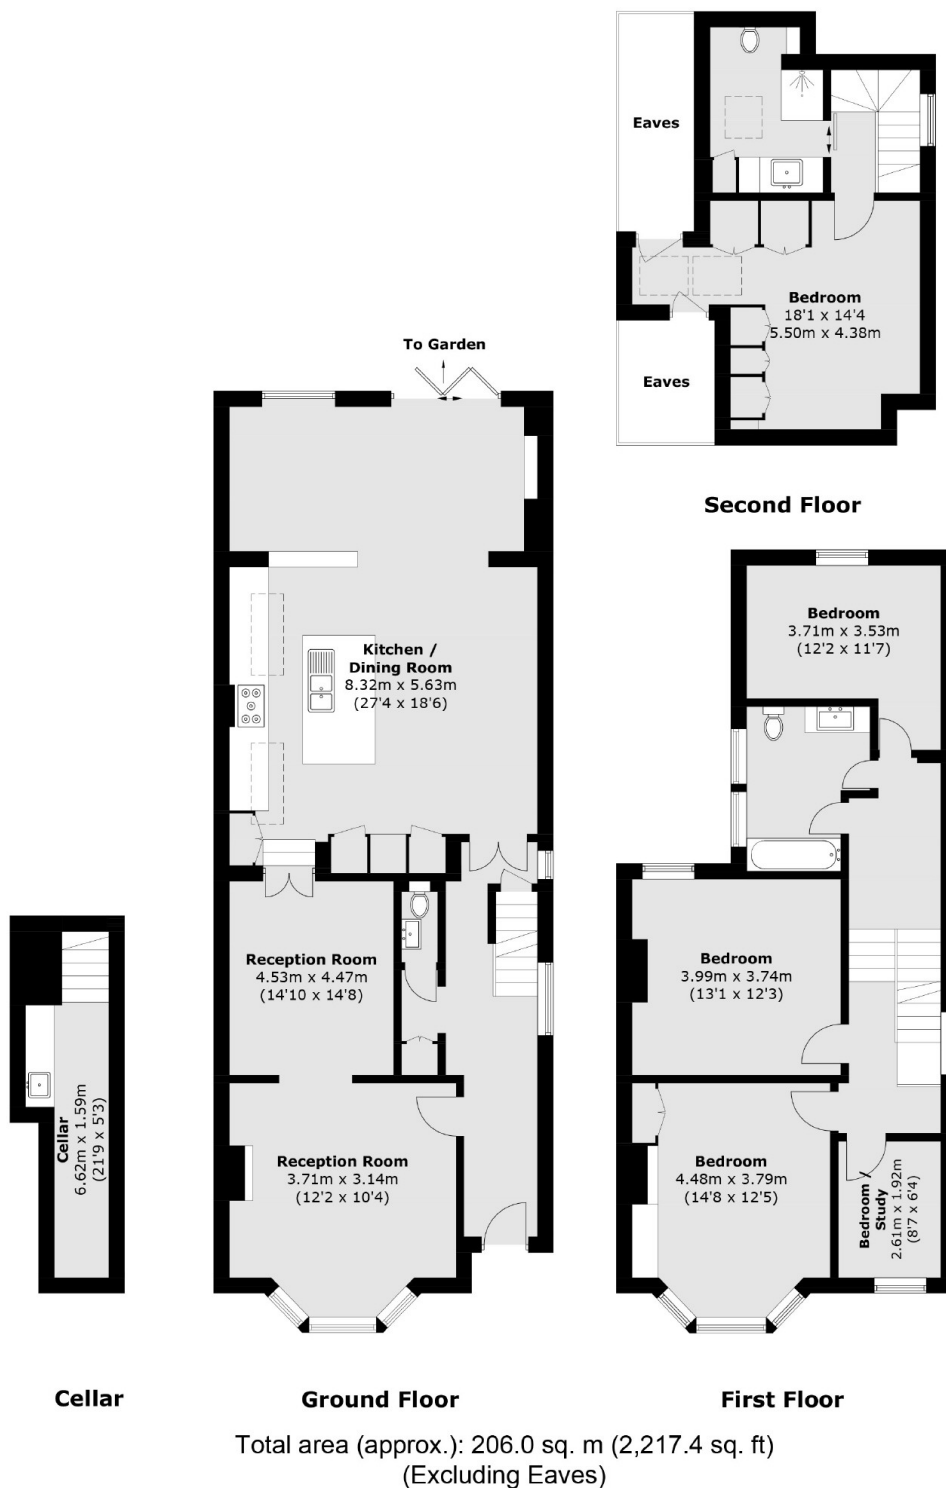 Eaves
Bedroom
18'1 x 14'4
5.50m x 4.38m
Eaves
Second Floor
To Garden
Kitchen /
Dining Room
8.32m x 5.63m
(27'4 x 18'6)
Reception Room
4.53m x 4.47m
(14'10 x 14'8)
Reception Room
3.71m x 3.14m
(12'2 x 10'4)
Bedroom
3.71m x 3.53m
(12'2 x 11'7)
Bedroom
3.99m x 3.74m
(13'1 x 12'3)
Bedroom
4.48m x 3.79m
(14'8 x 12'5)
Bedroom /
Study
2.61m x 1.92m
(8'7 x 6'4)
Cellar
6.62m x 1.59m
(21'9 x 5'3)
Cellar
Ground Floor
First Floor
Total area (approx.): 206.0 sq. m (2,217.4 sq. ft)
(Excluding Eaves)